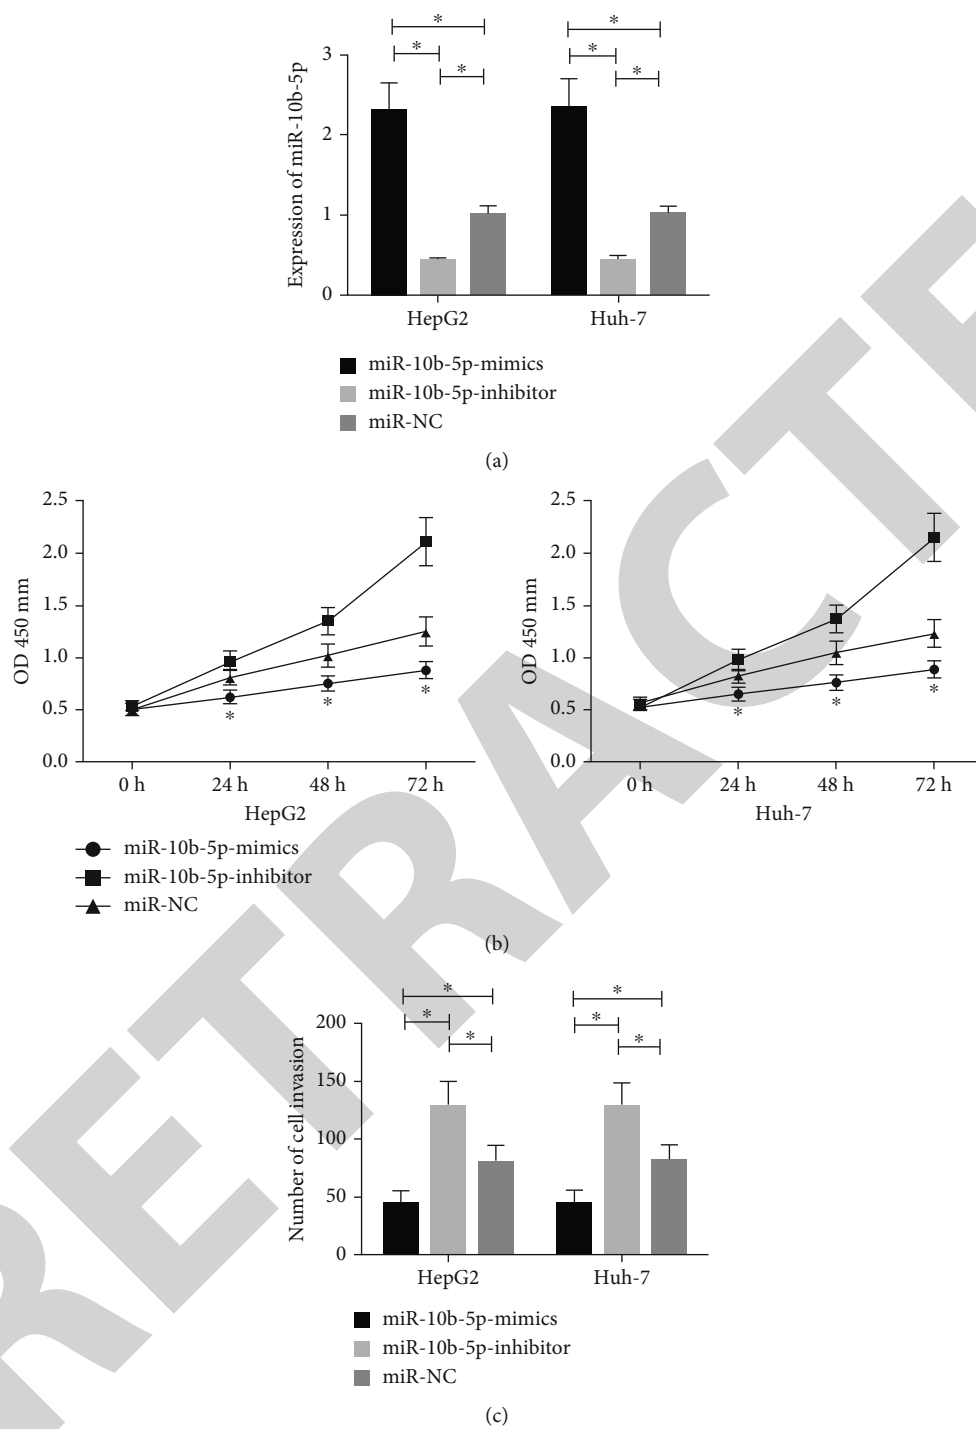 Expression of miR-10b-5p
3
2
1
0
* * *
* * *
HepG2 Huh-7
miR-10b-5p-mimics
miR-10b-5p-inhibitor
miR-NC
(a)
OD 450 mm
2.5
2.0
1.5
1.0
0.5
0.0
* * *
0 h 24 h 48 h 72 h
HepG2
OD 450 mm
2.5
2.0
1.5
1.0
0.5
0.0
* * *
0 h 24 h 48 h 72 h
Huh-7
miR-10b-5p-mimics
miR-10b-5p-inhibitor
miR-NC
(b)
Number of cell invasion
200
150
100
50
0
* * *
* * *
HepG2 Huh-7
miR-10b-5p-mimics
miR-10b-5p-inhibitor
miR-NC
(c)
RETRACTE